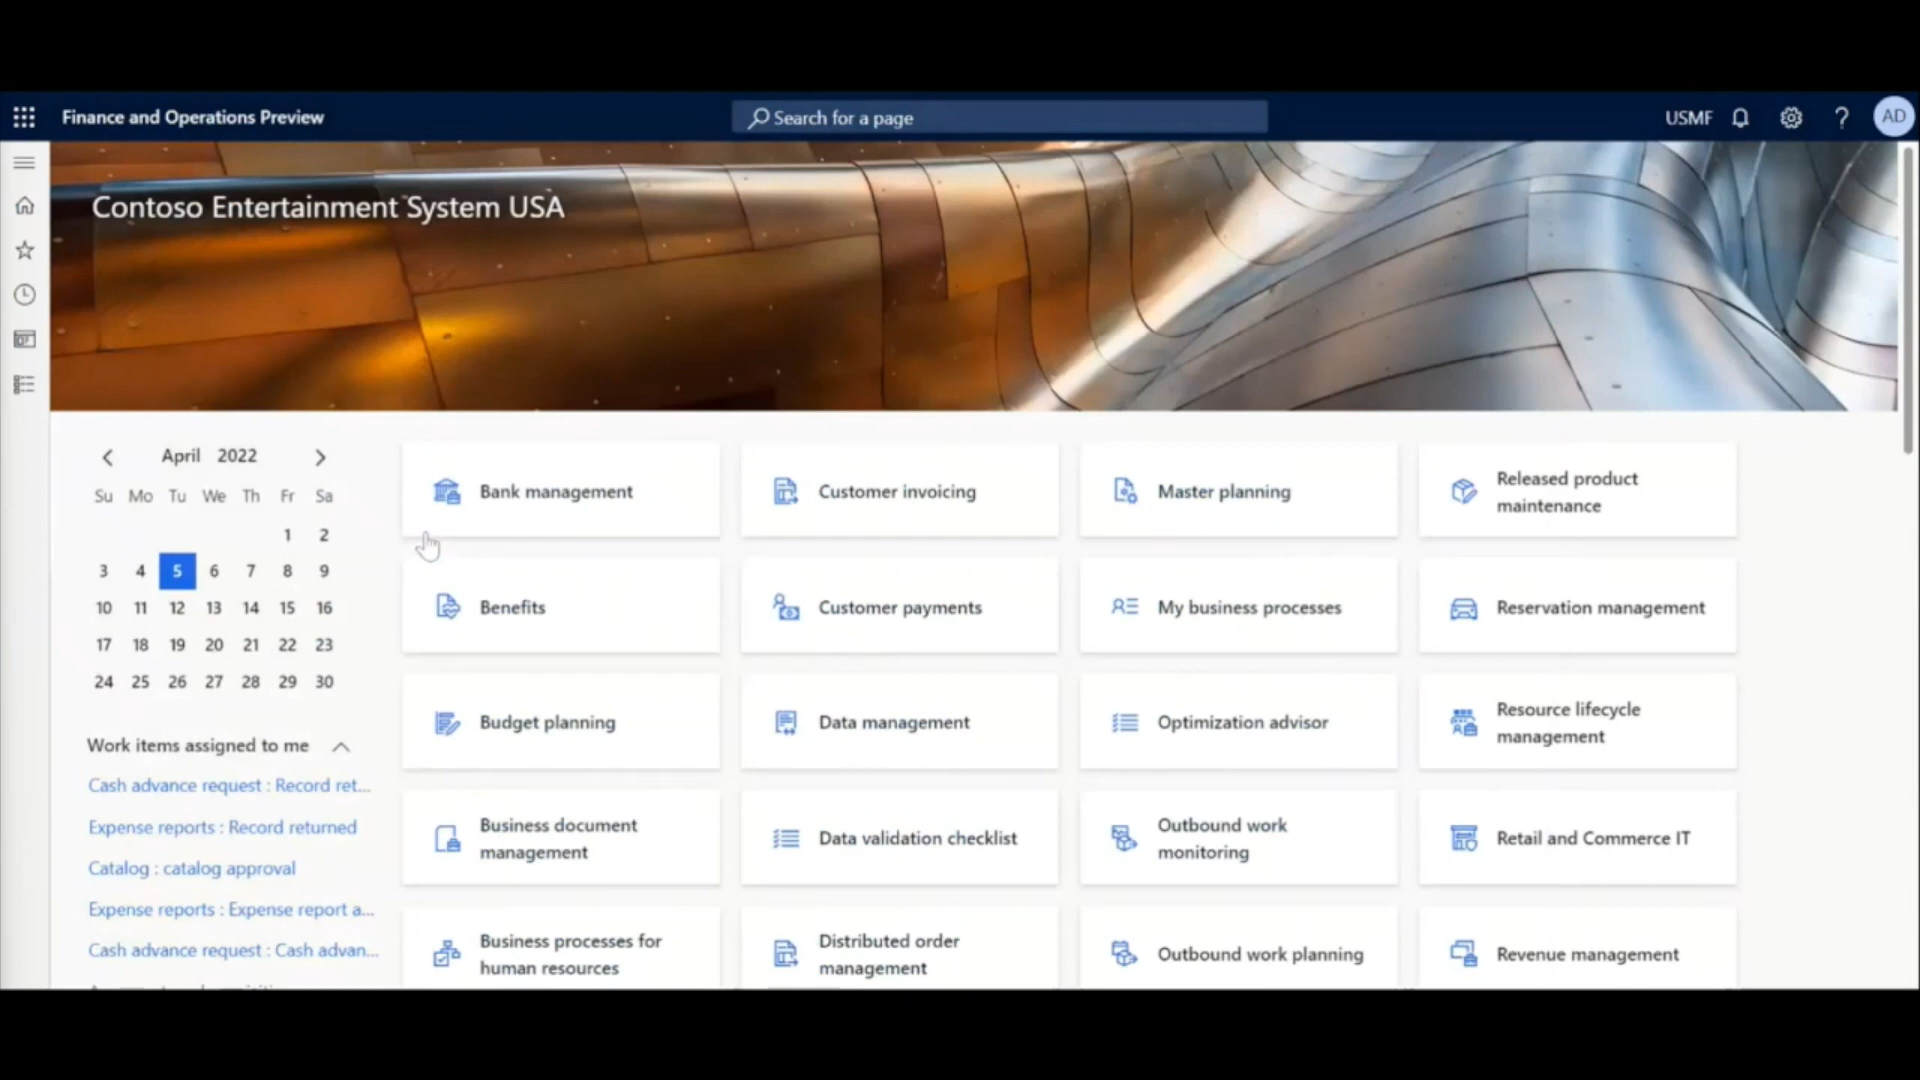 Finance and Operations Preview
Search for a page
USMF
?
AD
Contoso Entertainment System USA
April 2022
Su Mo Tu We Th Fr Sa
1 2
3 4 5 6 7 8 9
10 11 12 13 14 15 16
17 18 19 20 21 22 23
24 25 26 27 28 29 30
Work items assigned to me
Cash advance request : Record ret...
Expense reports : Record returned
Catalog : catalog approval
Expense reports : Expense report a...
Cash advance request : Cash advan...
Bank management
Customer invoicing
Master planning
Released product
maintenance
Benefits
Customer payments
My business processes
Reservation management
Budget planning
Data management
Optimization advisor
Resource lifecycle
management
Business document
management
Data validation checklist
Outbound work
monitoring
Retail and Commerce IT
Business processes for
human resources
Distributed order
management
Outbound work planning
Revenue management